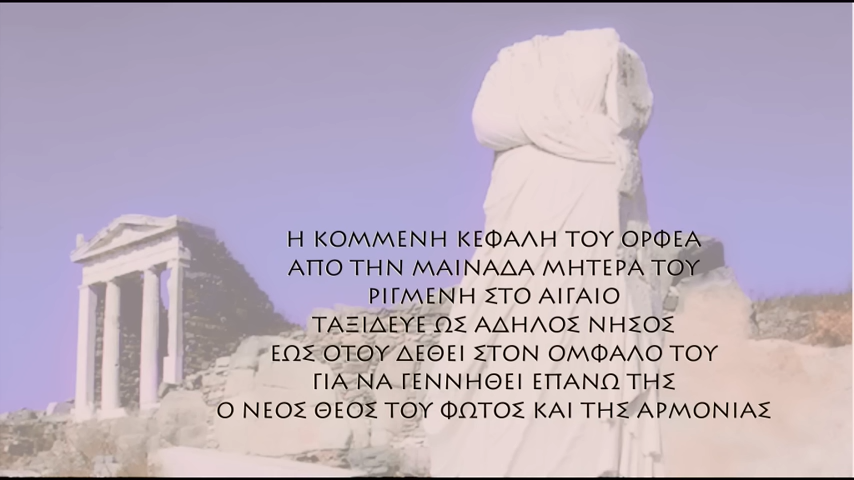 Η ΚΟΜΜΕΝΗ ΚΕΦΑΛΗ ΤΟΥ ΟΡΦΕΑ
ΑΠΟ ΤΗΝ ΜΑΙΝΑΔΑ ΜΗΤΕΡΑ ΤΟΥ
ΡΙΓΜΕΝΗ ΣΤΟ ΑΙΓΑΙΟ
ΤΑΞΙΔΕΥΕ ΩΣ ΑΔΗΛΟΣ ΝΗΣΟΣ
ΕΩΣ ΟΤΟΥ ΔΕΘΕΙ ΣΤΟΝ ΟΜΦΑΛΟ ΤΟΥ
ΓΙΑ ΝΑ ΓΕΝΝΗΘΕΙ ΕΠΑΝΩ ΤΗΣ
Ο ΝΕΟΣ ΘΕΟΣ ΤΟΥ ΦΩΤΟΣ ΚΑΙ ΤΗΣ ΑΡΜΟΝΙΑΣ